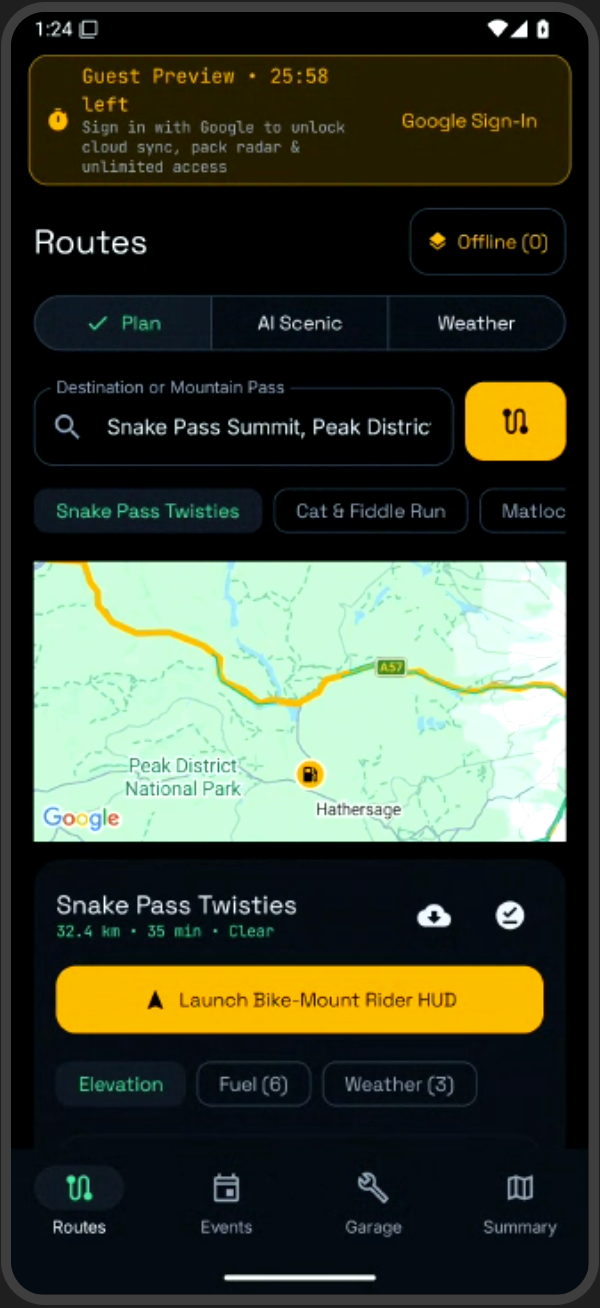 1:24
Guest Preview • 25:58
left
Sign in with Google to unlock
cloud sync, pack radar &
unlimited access
Google Sign-In
Routes
Offline (0)
Plan
AI Scenic
Weather
Destination or Mountain Pass
Snake Pass Summit, Peak Distric
Snake Pass Twisties
Cat & Fiddle Run
Matloc
A57
Peak District
National Park
Hathersage
Google
Snake Pass Twisties
32.4 km • 35 min • Clear
Launch Bike-Mount Rider HUD
Elevation
Fuel (6)
Weather (3)
Routes
Events
Garage
Summary